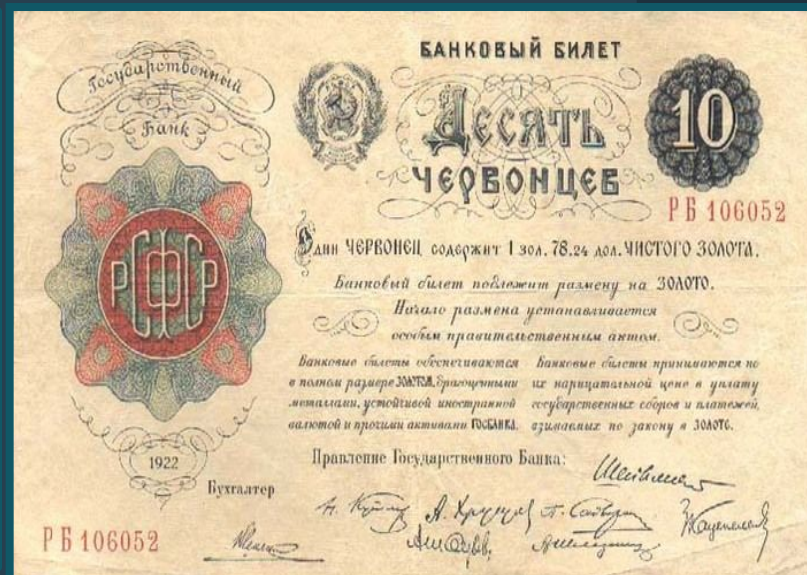 Государственный
Банк
БАНКОВЫЙ БИЛЕТ
ДЕСЯТЬ
ЧЕРВОНЦЕВ
10
РБ 106052
РСФСР
Один ЧЕРВОНЕЦ содержит 1 зол. 78.24 дол. ЧИСТОГО ЗОЛОТА.
Банковый билет подлежит размену на ЗОЛОТО.
Начало размена устанавливается
особым правительственным актом.
Банковые билеты обеспечиваются
в полном размере ЗОЛОТОМ, драгоценными
металлами, устойчивой иностранной
валютой и прочими активами ГОСБАНКА.
Банковые билеты принимаются по
их нарицательной цене в уплату
государственных сборов и платежей,
взимаемых по закону в ЗОЛОТЕ.
1922
Правление Государственного Банка:
Бухгалтер
РБ 106052